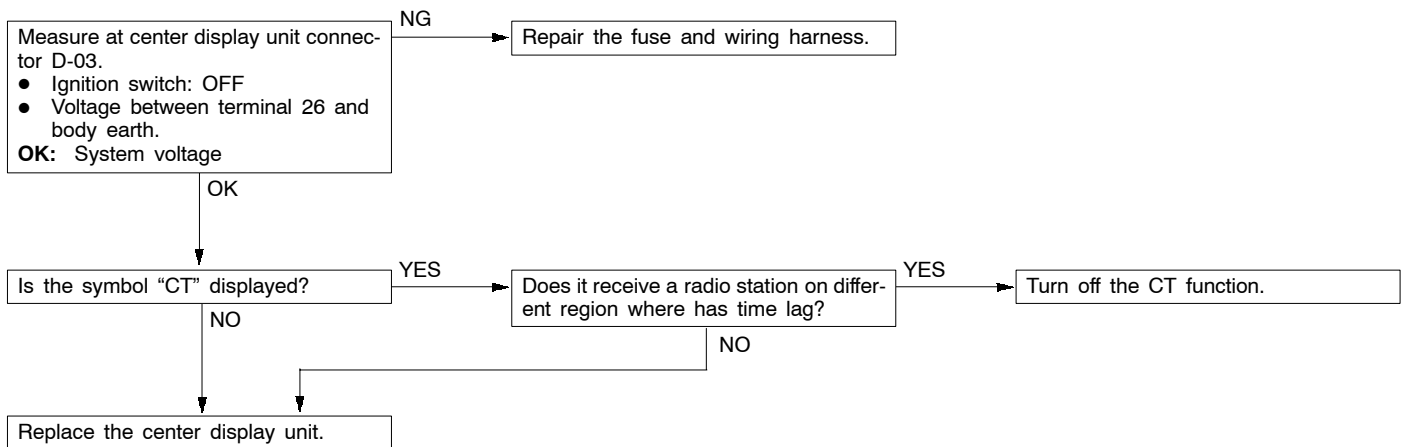 Measure at center display unit connec-
tor D-03.
● Ignition switch: OFF
● Voltage between terminal 26 and
body earth.
OK: System voltage
NG
Repair the fuse and wiring harness.
OK
Is the symbol “CT” displayed?
YES
Does it receive a radio station on differ-
ent region where has time lag?
YES
Turn off the CT function.
NO
NO
Replace the center display unit.